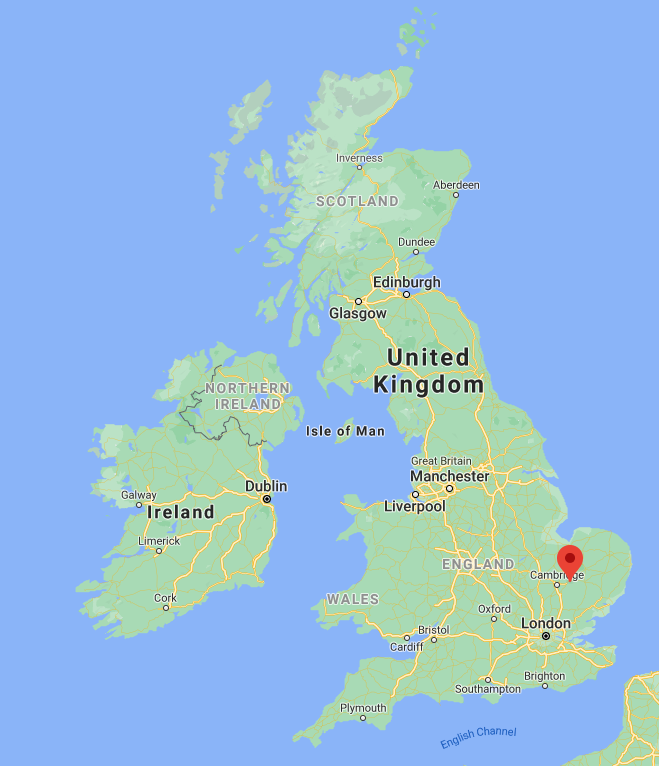 Inverness
Aberdeen
SCOTLAND
Dundee
Edinburgh
Glasgow
United
Kingdom
NORTHERN
IRELAND
Isle of Man
Great Britain
Manchester
Dublin
Galway
Liverpool
Ireland
Limerick
ENGLAND
Cambridge
Cork
WALES
Oxford
London
Bristol
Cardiff
Brighton
Southampton
Plymouth
English Channel